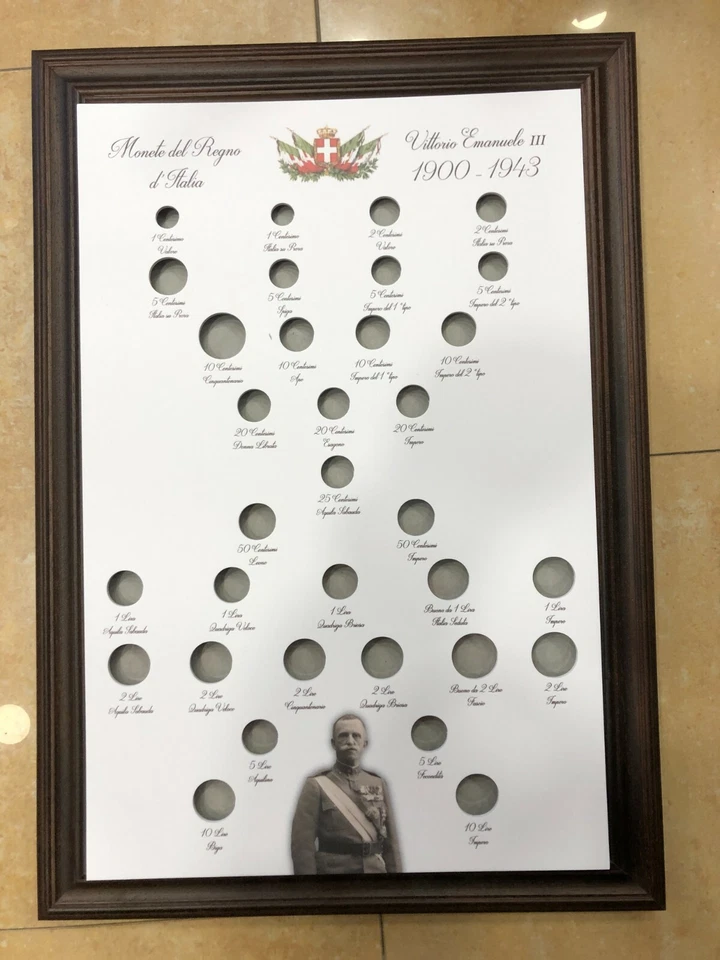 Monete del Regno
d'Italia
Vittorio Emanuele III
1900 - 1943
1 Centesimo
Valore
1 Centesimo
Italia su Prora
2 Centesimi
Valore
2 Centesimi
Italia su Prora
5 Centesimi
Italia su Prora
5 Centesimi
Spiga
5 Centesimi
Impero del 1° tipo
5 Centesimi
Impero del 2° tipo
10 Centesimi
Cinquantenario
10 Centesimi
Ape
10 Centesimi
Impero del 1° tipo
10 Centesimi
Impero del 2° tipo
20 Centesimi
Donna Librata
20 Centesimi
Esagono
20 Centesimi
Impero
25 Centesimi
Aquila Sabauda
50 Centesimi
Leone
50 Centesimi
Impero
1 Lira
Aquila Sabauda
1 Lira
Quadriga Veloce
1 Lira
Quadriga Briosa
Buono da 1 Lira
Italia Seduta
1 Lira
Impero
2 Lire
Aquila Sabauda
2 Lire
Quadriga Veloce
2 Lire
Cinquantenario
2 Lire
Quadriga Briosa
Buono da 2 Lire
Fascio
2 Lire
Impero
5 Lire
Aquilino
5 Lire
Fecondità
10 Lire
Biga
10 Lire
Impero